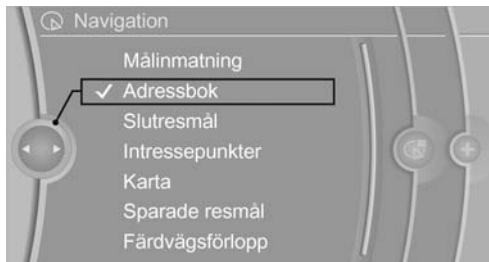 Navigation
Målinmatning
Adressbok
Slutresmål
Intressepunkter
Karta
Sparade resmål
Färdvägsförlopp